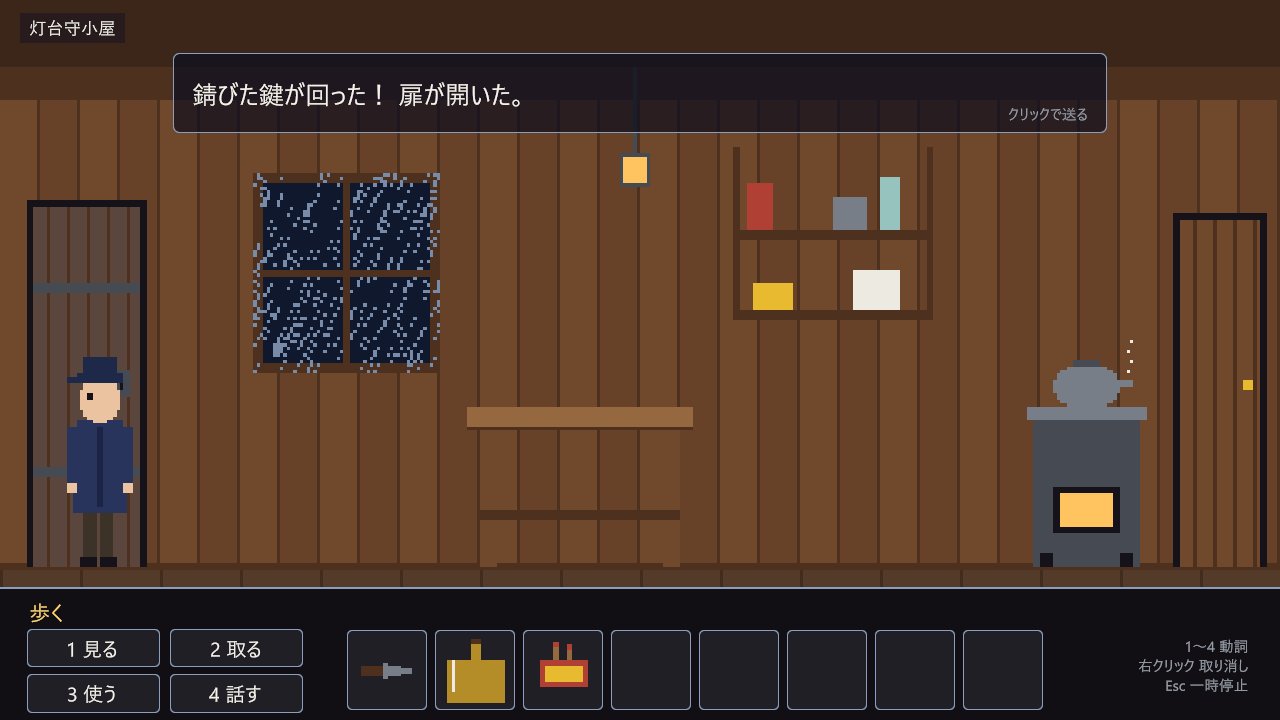 灯台守小屋
錆びた鍵が回った！ 扉が開いた。
クリックで送る
歩く
1 見る
2 取る
3 使う
4 話す
1～4 動詞
右クリック 取り消し
Esc 一時停止